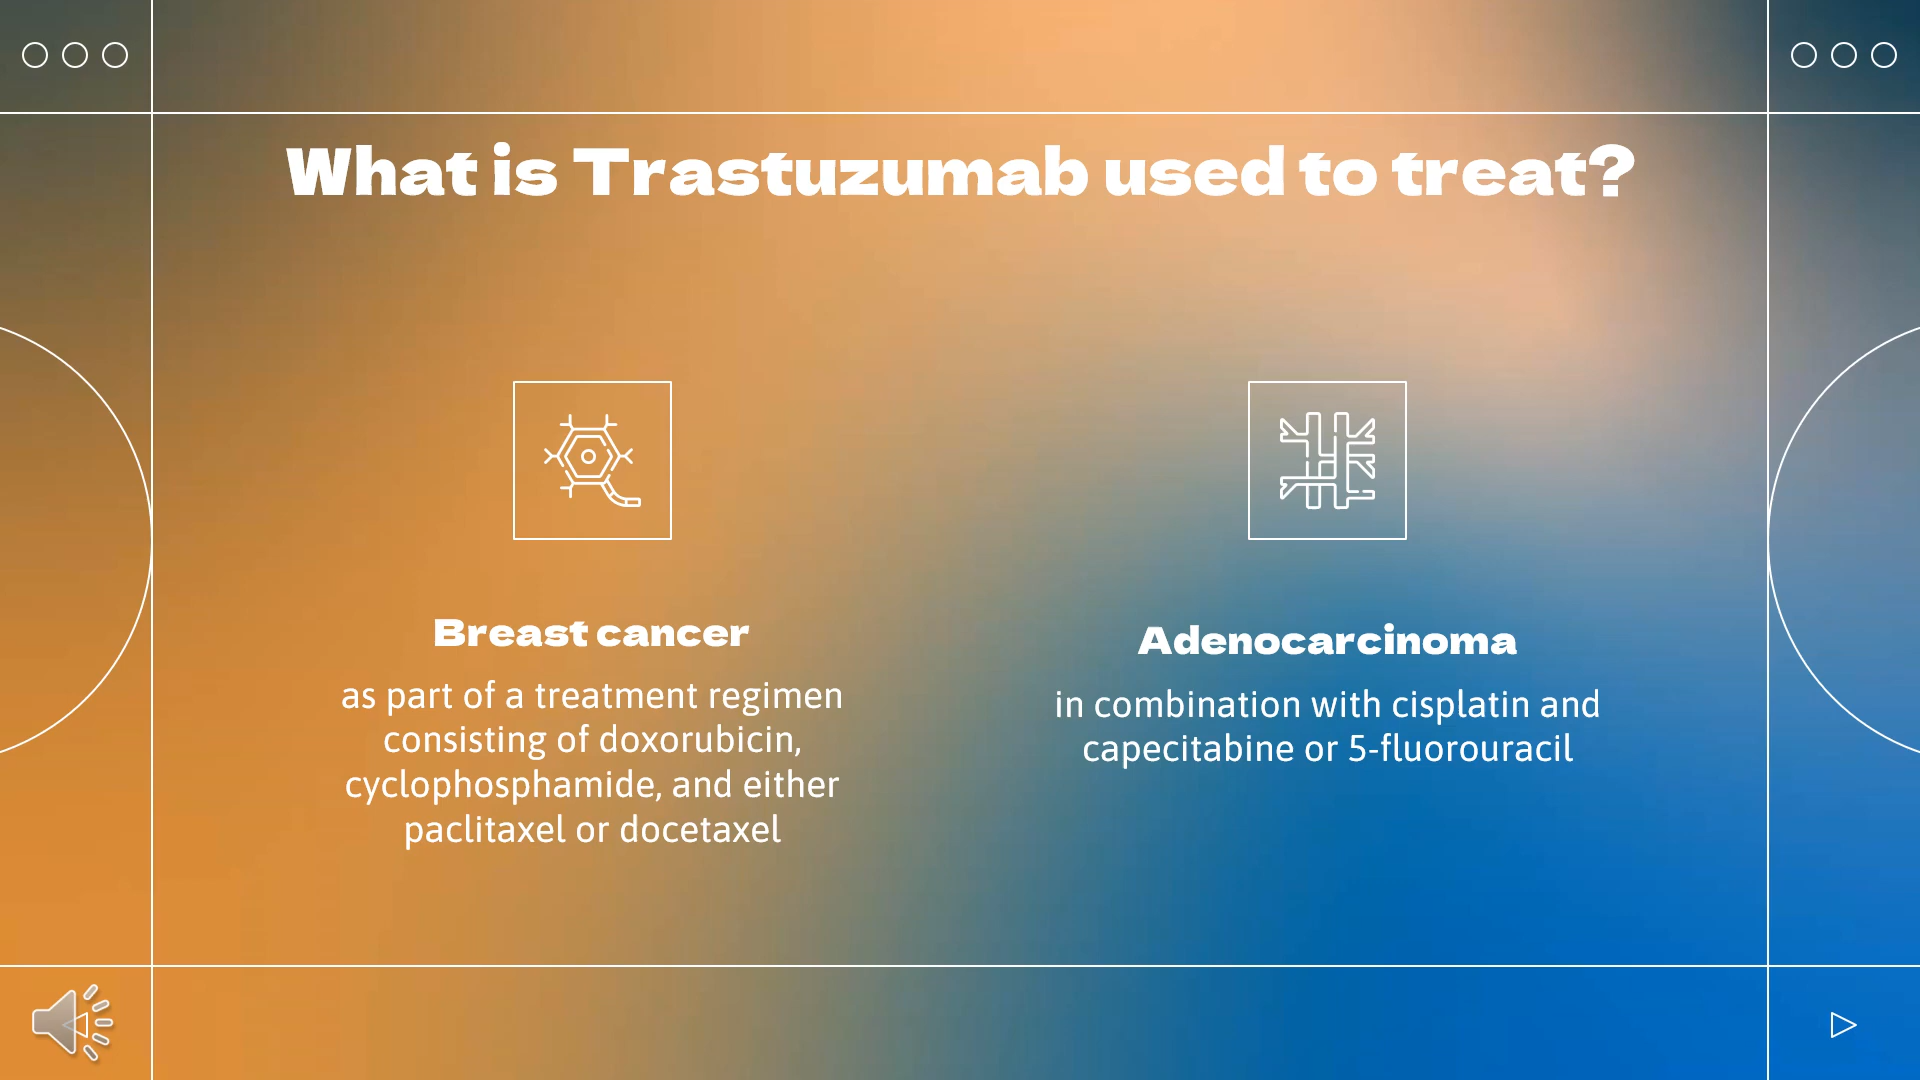 What is Trastuzumab used to treat?
Breast cancer
as part of a treatment regimen
consisting of doxorubicin,
cyclophosphamide, and either
paclitaxel or docetaxel
Adenocarcinoma
in combination with cisplatin and
capecitabine or 5-fluorouracil